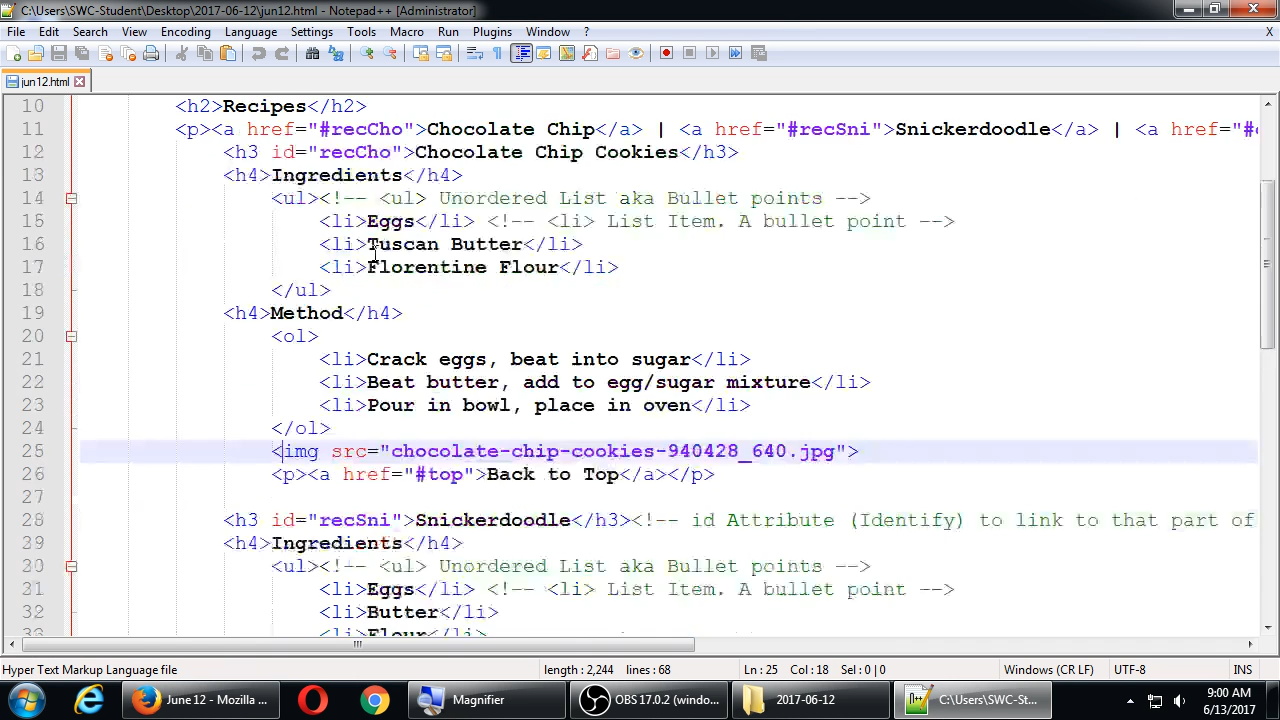 C:\Users\SWC-Student\Desktop\2017-06-12\jun12.html - Notepad++ [Administrator]
File Edit Search View Encoding Language Settings Tools Macro Run Plugins Window ? X
jun12.html
10 <h2>Recipes</h2>
11 <p><a href="#recCho">Chocolate Chip</a> | <a href="#recSni">Snickerdoodle</a> | <a href="#
12 <h3 id="recCho">Chocolate Chip Cookies</h3>
13 <h4>Ingredients</h4>
14 <ul><!-- <ul> Unordered List aka Bullet points -->
15 <li>Eggs</li> <!-- <li> List Item. A bullet point -->
16 <li>Tuscan Butter</li>
17 <li>Florentine Flour</li>
18 </ul>
19 <h4>Method</h4>
20 <ol>
21 <li>Crack eggs, beat into sugar</li>
22 <li>Beat butter, add to egg/sugar mixture</li>
23 <li>Pour in bowl, place in oven</li>
24 </ol>
25 <img src="chocolate-chip-cookies-940428_640.jpg">
26 <p><a href="#top">Back to Top</a></p>
27
28 <h3 id="recSni">Snickerdoodle</h3><!-- id Attribute (Identify) to link to that part of
39 <h4>Ingredients</h4>
30 <ul><!-- <ul> Unordered List aka Bullet points -->
31 <li>Eggs</li> <!-- <li> List Item. A bullet point -->
32 <li>Butter</li>
33 <li>Flour</li>
Hyper Text Markup Language file length : 2,244 lines : 68 Ln : 25 Col : 18 Sel : 0 | 0 Windows (CR LF) UTF-8 INS
June 12 - Mozilla ... Magnifier OBS 17.0.2 (windo... 2017-06-12 C:\Users\SWC-St... 9:00 AM
6/13/2017